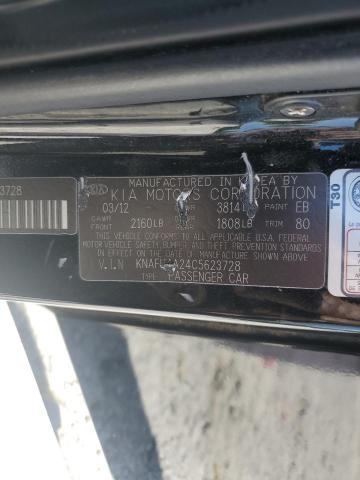 3728
MANUFACTURED IN KOREA BY
KIA MOTORS CORPORATION
03/12 3814 PAINT EB
GAWR FRONT 2160LB 1808LB TRIM 80
THIS VEHICLE CONFORMS TO ALL APPLICABLE U.S.A. FEDERAL
MOTOR VEHICLE SAFETY, BUMPER, AND THEFT PREVENTION STANDARDS
IN EFFECT ON THE DATE OF MANUFACTURE SHOWN ABOVE.
V.I.N 24C5623728
TYPE: PASSENGER CAR
T30